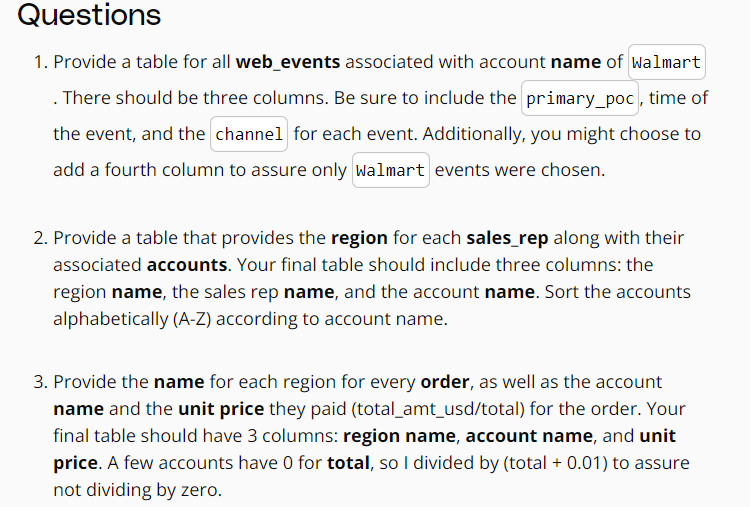 Questions
1. Provide a table for all web_events associated with account name of Walmart
. There should be three columns. Be sure to include the primary_poc, time of
the event, and the channel for each event. Additionally, you might choose to
add a fourth column to assure only Walmart events were chosen.
2. Provide a table that provides the region for each sales_rep along with their
associated accounts. Your final table should include three columns: the
region name, the sales rep name, and the account name. Sort the accounts
alphabetically (A-Z) according to account name.
3. Provide the name for each region for every order, as well as the account
name and the unit price they paid (total_amt_usd/total) for the order. Your
final table should have 3 columns: region name, account name, and unit
price. A few accounts have 0 for total, so I divided by (total + 0.01) to assure
not dividing by zero.